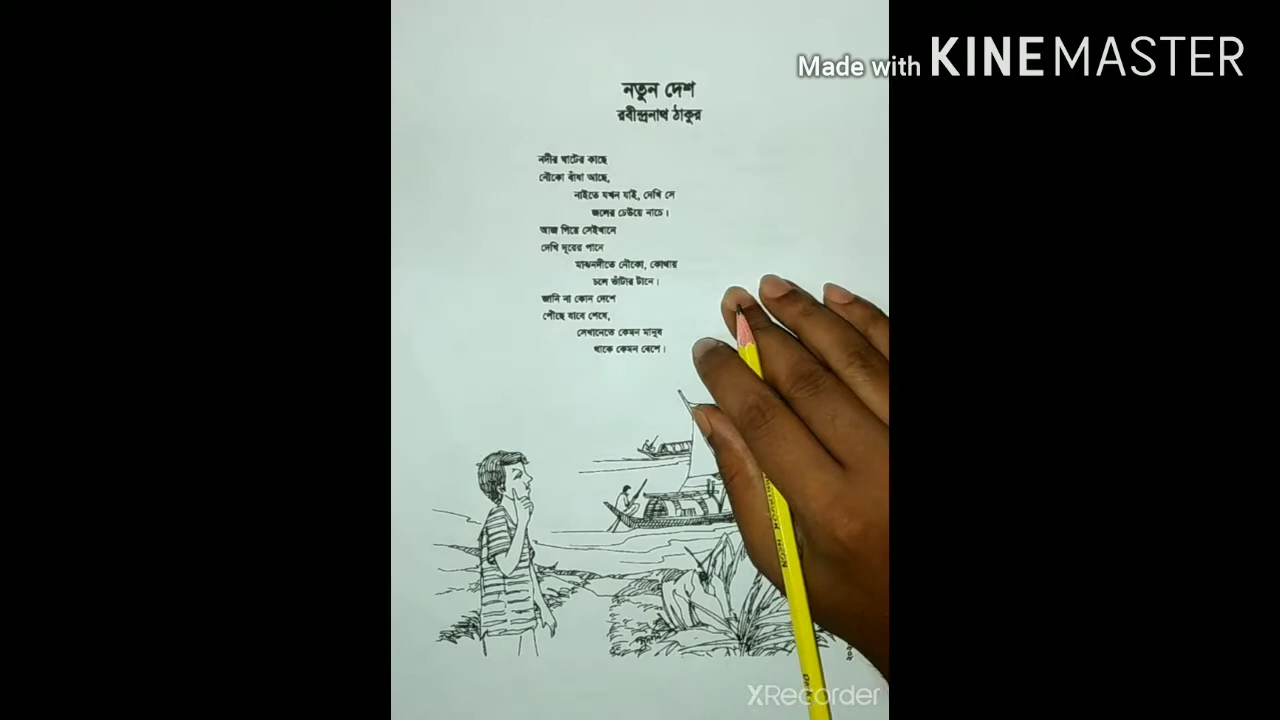 Made with KINEMASTER
নতুন দেশ
রবীন্দ্রনাথ ঠাকুর
নদীর ঘাটের কাছে
নৌকো বাঁধা আছে,
নাইতে যখন যাই, দেখি সে
জলের ঢেউয়ে নাচে।
আজ গিয়ে সেইখানে
দেখি দূরের পানে
মাঝনদীতে নৌকো, কোথায়
চলে ভাঁটার টানে।
জানি না কোন দেশে
পৌঁছে যাবে শেষে,
সেখানেতে কেমন মানুষ
থাকে কেমন বেশে।
XRecorder